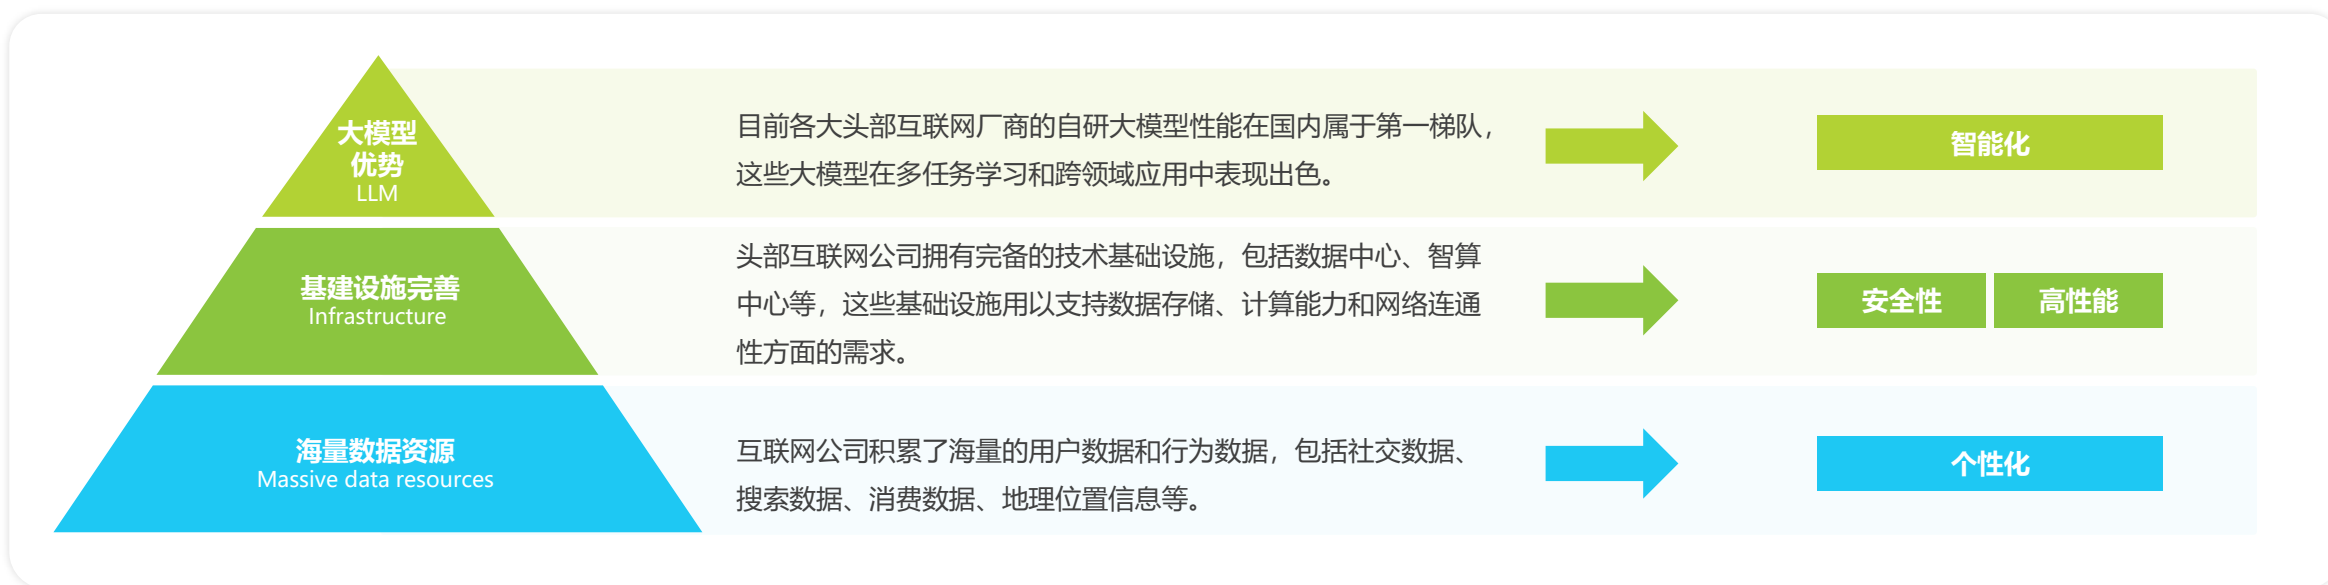 大模型
优势
LLM
目前各大头部互联网厂商的自研大模型性能在国内属于第一梯队，
这些大模型在多任务学习和跨领域应用中表现出色。
智能化
基建设施完善
Infrastructure
头部互联网公司拥有完备的技术基础设施，包括数据中心、智算
中心等，这些基础设施用以支持数据存储、计算能力和网络连通
性方面的需求。
安全性
高性能
海量数据资源
Massive data resources
互联网公司积累了海量的用户数据和行为数据，包括社交数据、
搜索数据、消费数据、地理位置信息等。
个性化